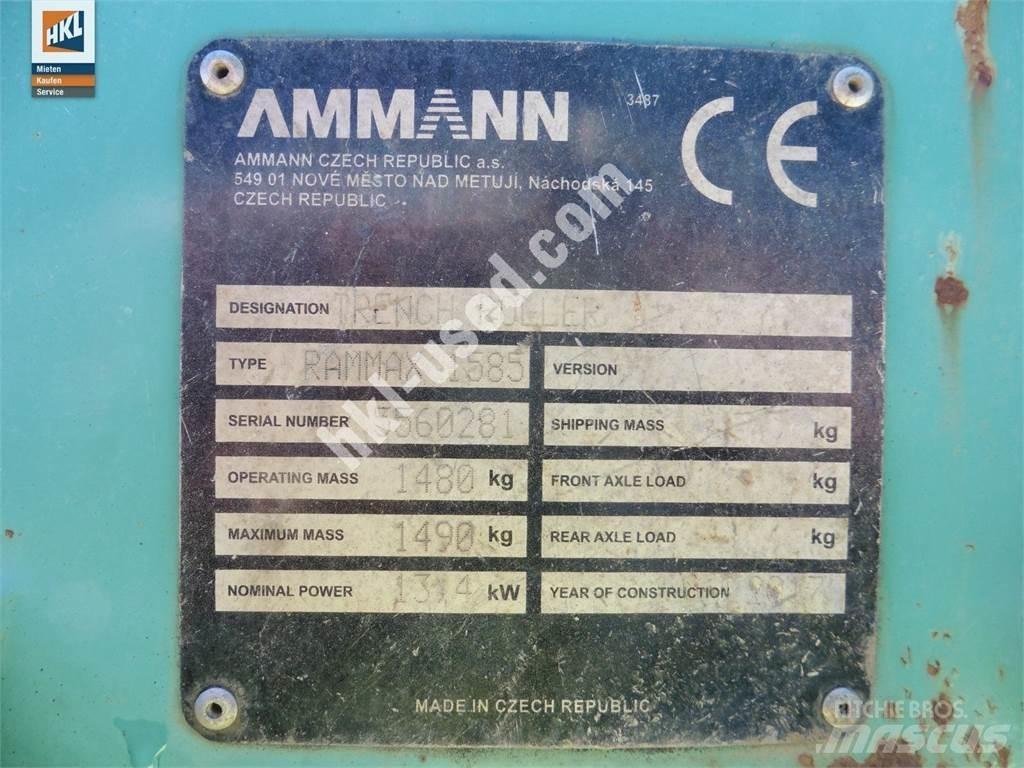 HKL
Mieten
Kaufen
Service
AMMANN
3437
CE
AMMANN CZECH REPUBLIC a.s.
549 01 NOVÉ MĚSTO NAD METUJÍ, Náchodská 145
CZECH REPUBLIC
DESIGNATION TRENCH ROLLER
TYPE RAMMAX 1585
VERSION
SERIAL NUMBER
SHIPPING MASS kg
OPERATING MASS 1480 kg
FRONT AXLE LOAD kg
MAXIMUM MASS 1490 kg
REAR AXLE LOAD kg
NOMINAL POWER kW
YEAR OF CONSTRUCTION
MADE IN CZECH REPUBLIC
hkl-used.com
RITCHIE BROS.
MASCUS